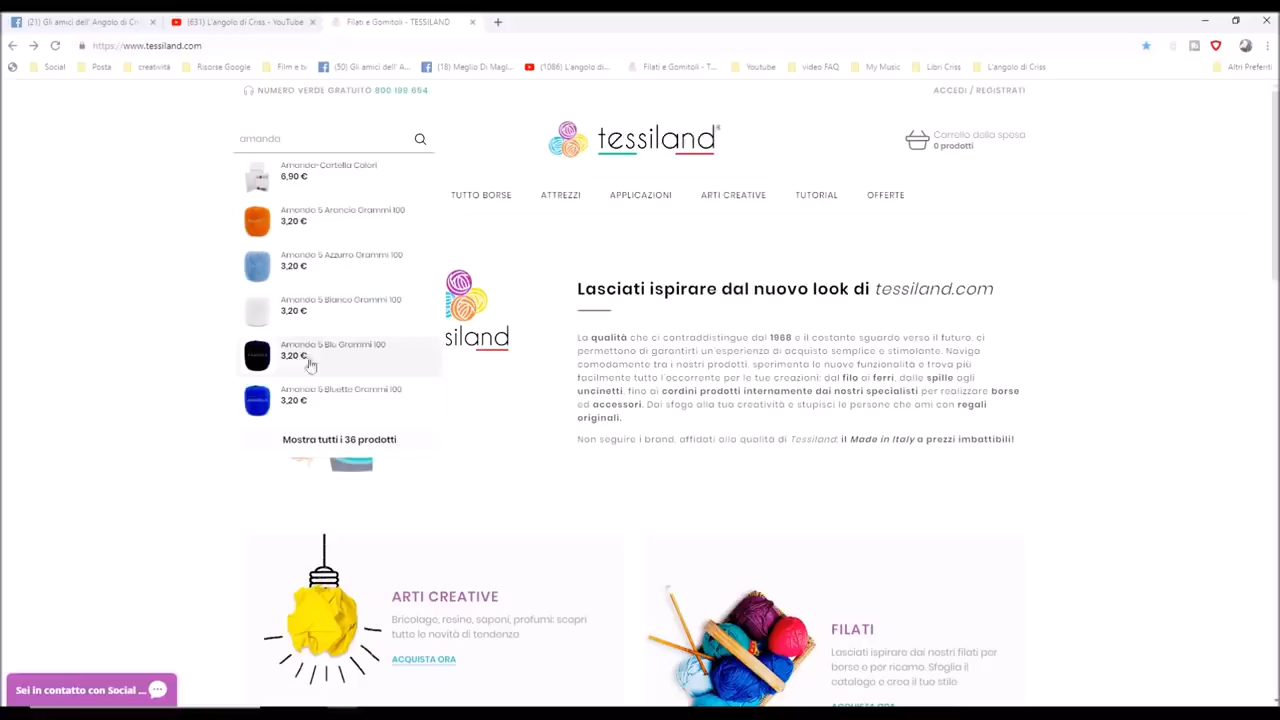 (21) Gli amici dell' Angolo di Cr
(631) L'angolo di Criss - YouTube
Filati e Gomitoli - TESSILAND
https://www.tessiland.com
Social
Posta
creatività
Risorse Google
Film e
(50) Gli amici dell' A...
(18) Meglio Di Magl...
(1086) L'angolo di...
Filati e Gomitoli - T...
Youtube
video FAQ
My Music
Libri Criss
L'angolo di Criss
Altri Preferenti
NUMERO VERDE GRATUITO 800 198 654
ACCEDI / REGISTRATI
amanda
tessiland
Carrello della spesa
0 prodotti
TUTTO BORSE
ATTREZZI
APPLICAZIONI
ARTI CREATIVE
TUTORIAL
OFFERTE
Amanda-Cartella Colori
6,90 €
Amanda 5 Arancio Grammi 100
3,20 €
Amanda 5 Azzurro Grammi 100
3,20 €
Amanda 5 Bianco Grammi 100
3,20 €
Amanda 5 Blu Grammi 100
3,20 €
Amanda 5 Bluette Grammi 100
3,20 €
Mostra tutti i 36 prodotti
siland
Lasciati ispirare dal nuovo look di tessiland.com
La qualità che ci contraddistingue dal 1968 e il costante sguardo verso il futuro, ci
permettono di garantirti un'esperienza di acquisto semplice e stimolante. Naviga
comodamente tra i nostri prodotti, sperimenta le nuove funzionalità e trova più
facilmente tutto l'occorrente per le tue creazioni: dal filo ai ferri, dalle spille agli
uncinetti, fino ai cordini prodotti internamente dai nostri specialisti per realizzare borse
ed accessori. Dai sfogo alla tua creatività e stupisci le persone che ami con regali
originali.
Non seguire i brand, affidati alla qualità di Tessiland: il Made in Italy a prezzi imbattibili!
ARTI CREATIVE
Bricolage, resine, saponi, profumi: scopri
tutte le novità di tendenza
ACQUISTA ORA
FILATI
Lasciati ispirare dai nostri filati per
borse e per ricamo. Sfoglia il
catalogo e crea il tuo stile
ACQUISTA ORA
Sei in contatto con Social ...